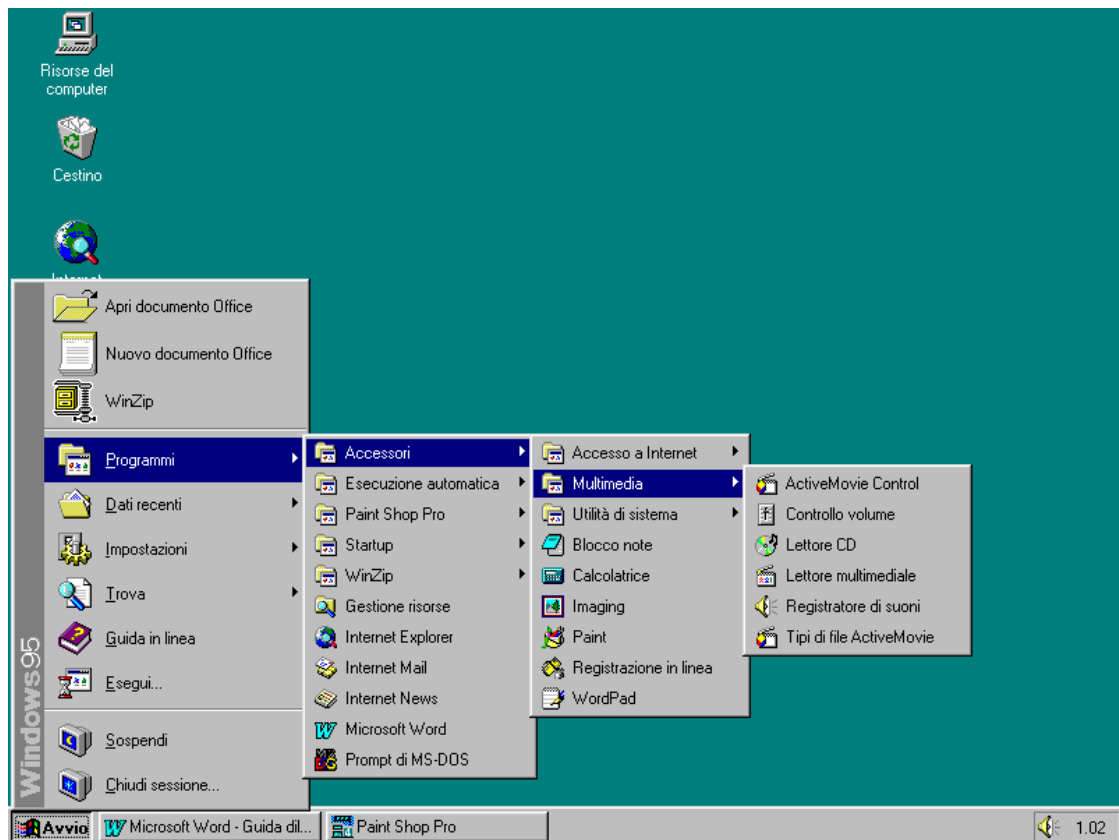 Risorse del
computer
Cestino
Internet
Apri documento Office
Nuovo documento Office
WinZip
Programmi
Dati recenti
Impostazioni
Trova
Guida in linea
Esegui...
Sospendi
Chiudi sessione...
Windows95
Accessori
Esecuzione automatica
Paint Shop Pro
Startup
WinZip
Gestione risorse
Internet Explorer
Internet Mail
Internet News
Microsoft Word
Prompt di MS-DOS
Accesso a Internet
Multimedia
Utilità di sistema
Blocco note
Calcolatrice
Imaging
Paint
Registrazione in linea
WordPad
ActiveMovie Control
Controllo volume
Lettore CD
Lettore multimediale
Registratore di suoni
Tipi di file ActiveMovie
Avvio
Microsoft Word - Guida dil...
Paint Shop Pro
1.02